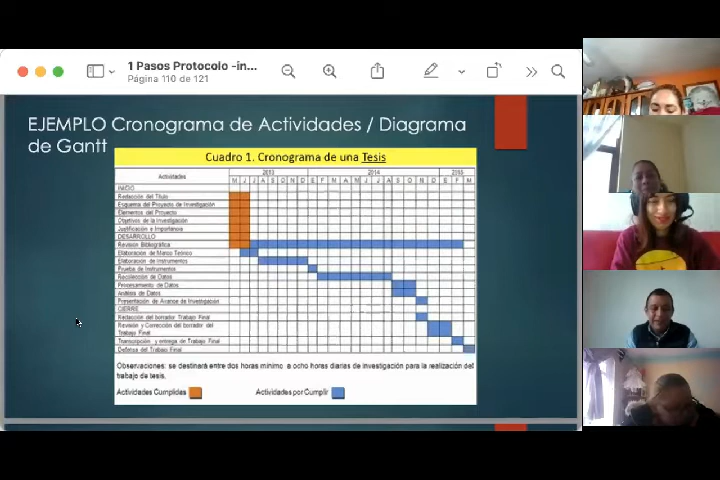 1 Pasos Protocolo -in...
Página 110 de 121
EJEMPLO Cronograma de Actividades / Diagrama
de Gantt
Cuadro 1. Cronograma de una Tesis
Actividades
2013 2014 2015
M J J A S O N D E F M A M J J A S O N D E F M
INICIO
Redacción del Título
Esquema del Proyecto de Investigación
Elementos del Proyecto
Objetivos de la Investigación
Justificación e Importancia
DESARROLLO
Revisión Bibliográfica
Elaboración de Marco Teórico
Elaboración de Instrumentos
Prueba de Instrumentos
Recolección de Datos
Procesamiento de Datos
Análisis de Datos
Presentación de Avance de Investigación
CIERRE
Redacción del borrador Trabajo Final
Revisión y Corrección del borrador del
Trabajo Final
Transcripción y entrega de Trabajo Final
Defensa del Trabajo Final
Observaciones: se destinará entre dos horas mínimo a ocho horas diarias de investigación para la realización del
trabajo de tesis.
Actividades Cumplidas Actividades por Cumplir